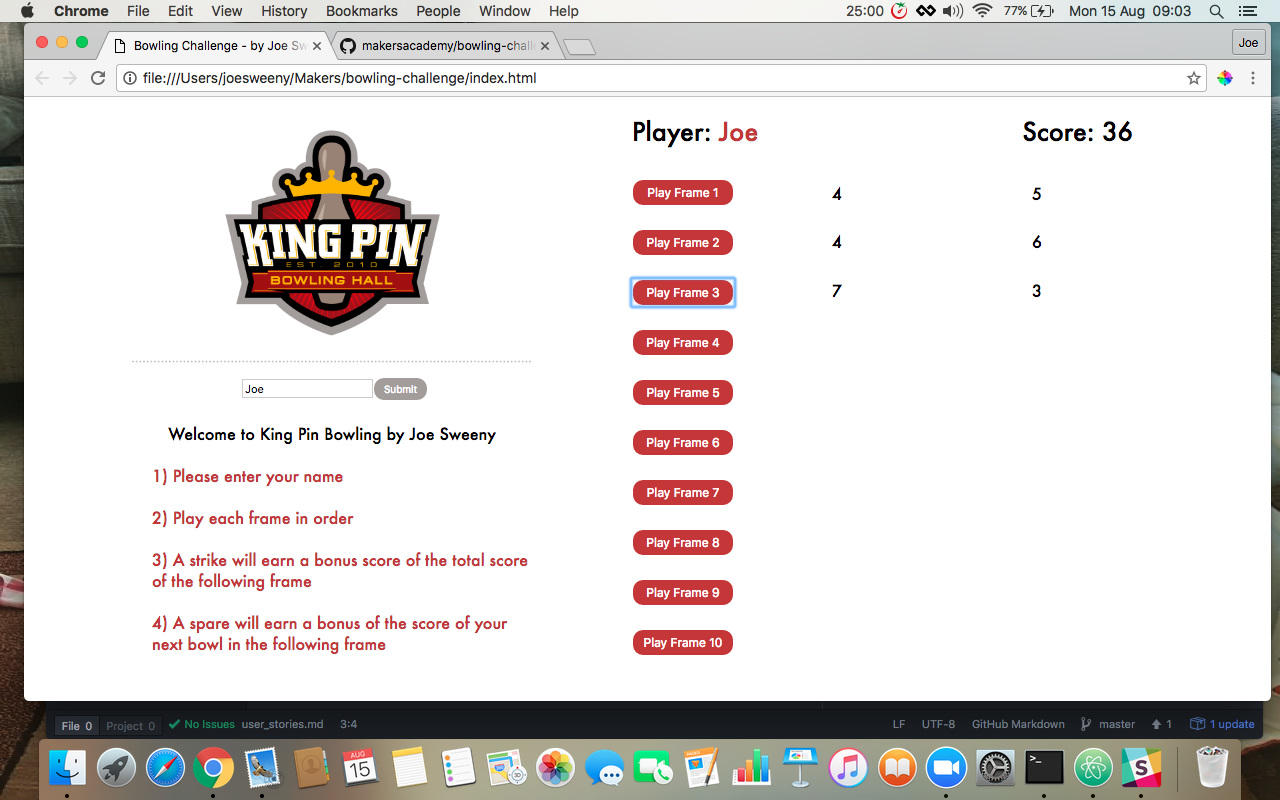 Chrome File Edit View History Bookmarks People Window Help 25:00 77% Mon 15 Aug 09:03
Bowling Challenge - by Joe Sw makersacademy/bowling-chall Joe
file:///Users/joesweeny/Makers/bowling-challenge/index.html
KING PIN
EST. 2010
BOWLING HALL
Joe Submit
Welcome to King Pin Bowling by Joe Sweeny
1) Please enter your name
2) Play each frame in order
3) A strike will earn a bonus score of the total score
of the following frame
4) A spare will earn a bonus of the score of your
next bowl in the following frame
Player: Joe Score: 36
Play Frame 1 4 5
Play Frame 2 4 6
Play Frame 3 7 3
Play Frame 4
Play Frame 5
Play Frame 6
Play Frame 7
Play Frame 8
Play Frame 9
Play Frame 10
File 0 Project 0 No Issues user_stories.md 3:4 LF UTF-8 GitHub Markdown master 1 1 update
AUG
15
PAGES
3D
>_
S